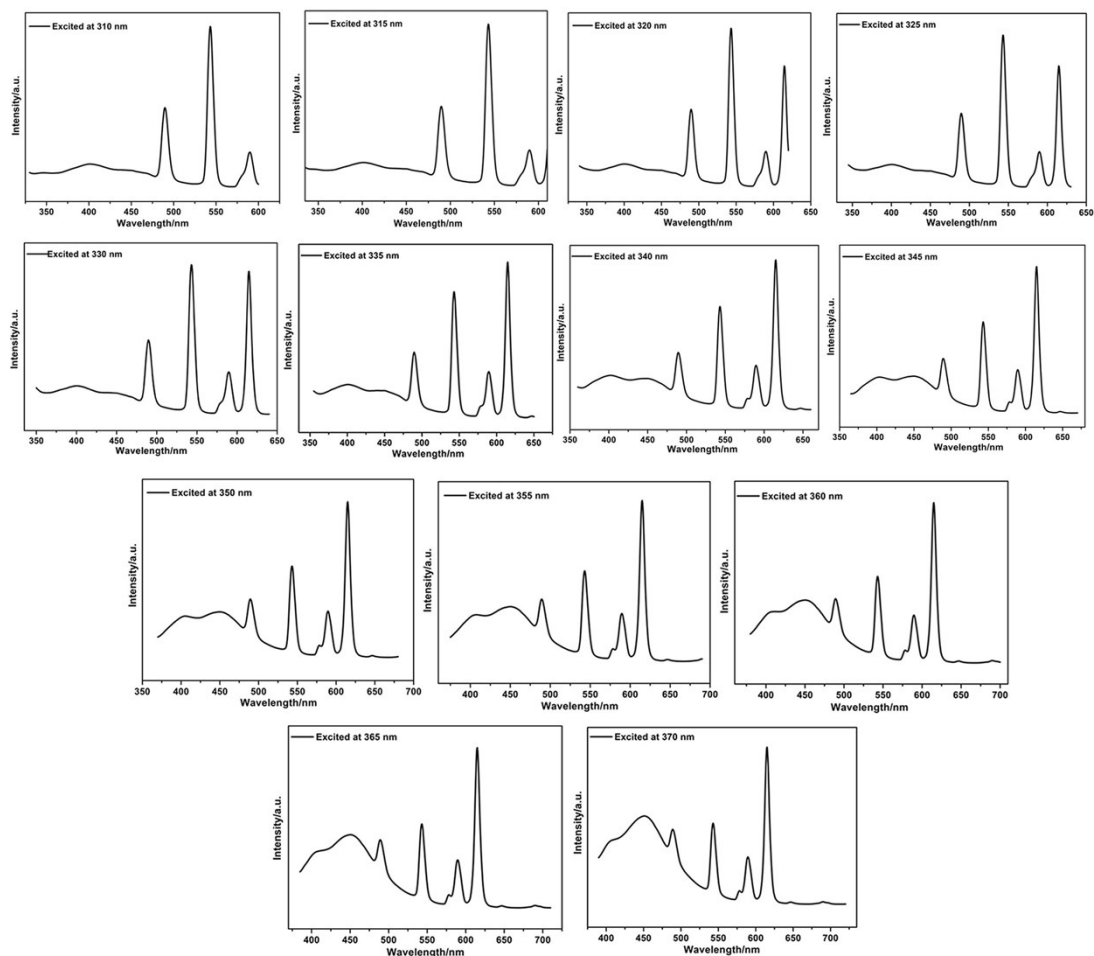 Excited at 310 nm
Intensity/a.u.
350 400 450 500 550 600
Wavelength/nm
Excited at 315 nm
Intensity/a.u.
350 400 450 500 550 600
Wavelength/nm
Excited at 320 nm
Intensity/a.u.
350 400 450 500 550 600 650
Wavelength/nm
Excited at 325 nm
Intensity/a.u.
350 400 450 500 550 600 650
Wavelength/nm
Excited at 330 nm
Intensity/a.u.
350 400 450 500 550 600 650
Wavelength/nm
Excited at 335 nm
Intensity/a.u.
350 400 450 500 550 600 650
Wavelength/nm
Excited at 340 nm
Intensity/a.u.
350 400 450 500 550 600 650
Wavelength/nm
Excited at 345 nm
Intensity/a.u.
350 400 450 500 550 600 650
Wavelength/nm
Excited at 350 nm
Intensity/a.u.
350 400 450 500 550 600 650 700
Wavelength/nm
Excited at 355 nm
Intensity/a.u.
400 450 500 550 600 650 700
Wavelength/nm
Excited at 360 nm
Intensity/a.u.
400 450 500 550 600 650 700
Wavelength/nm
Excited at 365 nm
Intensity/a.u.
400 450 500 550 600 650 700
Wavelength/nm
Excited at 370 nm
Intensity/a.u.
400 450 500 550 600 650 700
Wavelength/nm